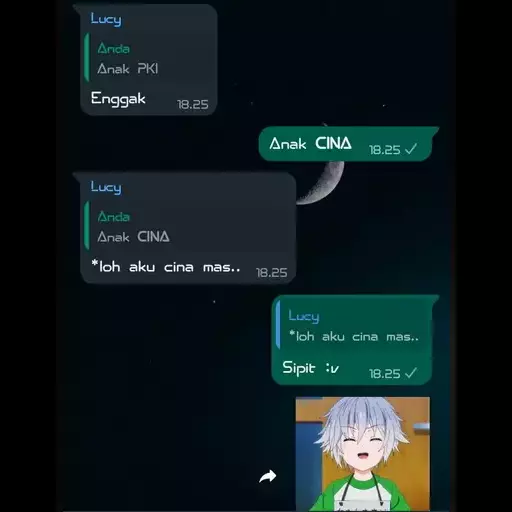 Lucy
Anda
Anak PKI
Enggak 18.25
Anak CINA 18.25
Lucy
Anda
Anak CINA
*loh aku cina mas.. 18.25
Lucy
*loh aku cina mas..
Sipit :v 18.25